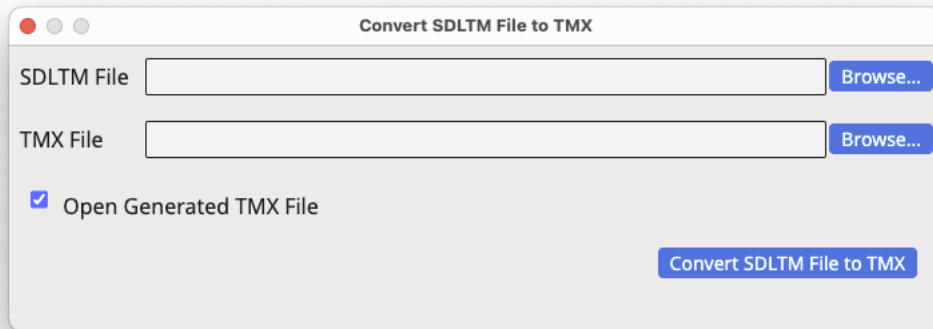 Convert SDLTM File to TMX
SDLTM File Browse...
TMX File Browse...
Open Generated TMX File
Convert SDLTM File to TMX